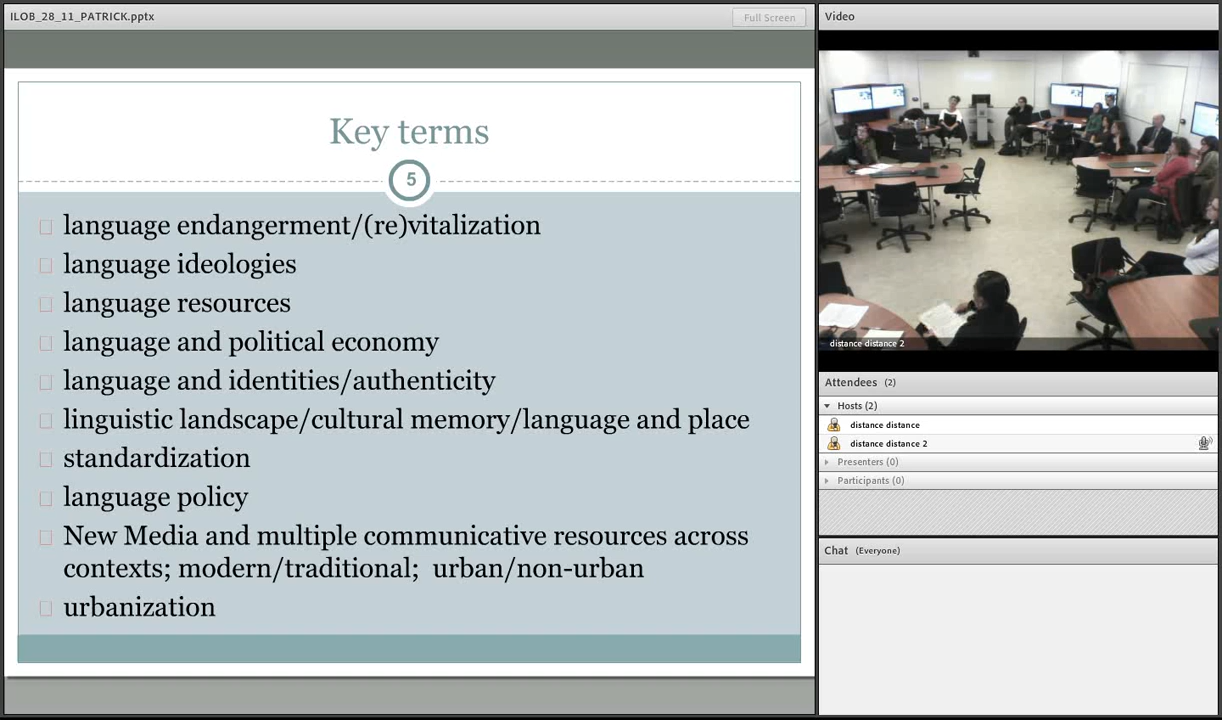 ILOB_28_11_PATRICK.pptx
Full Screen
Key terms
5
language endangerment/(re)vitalization
language ideologies
language resources
language and political economy
language and identities/authenticity
linguistic landscape/cultural memory/language and place
standardization
language policy
New Media and multiple communicative resources across
contexts; modern/traditional;  urban/non-urban
urbanization
Video
distance distance 2
Attendees (2)
Hosts (2)
distance distance
distance distance 2
Presenters (0)
Participants (0)
Chat (Everyone)